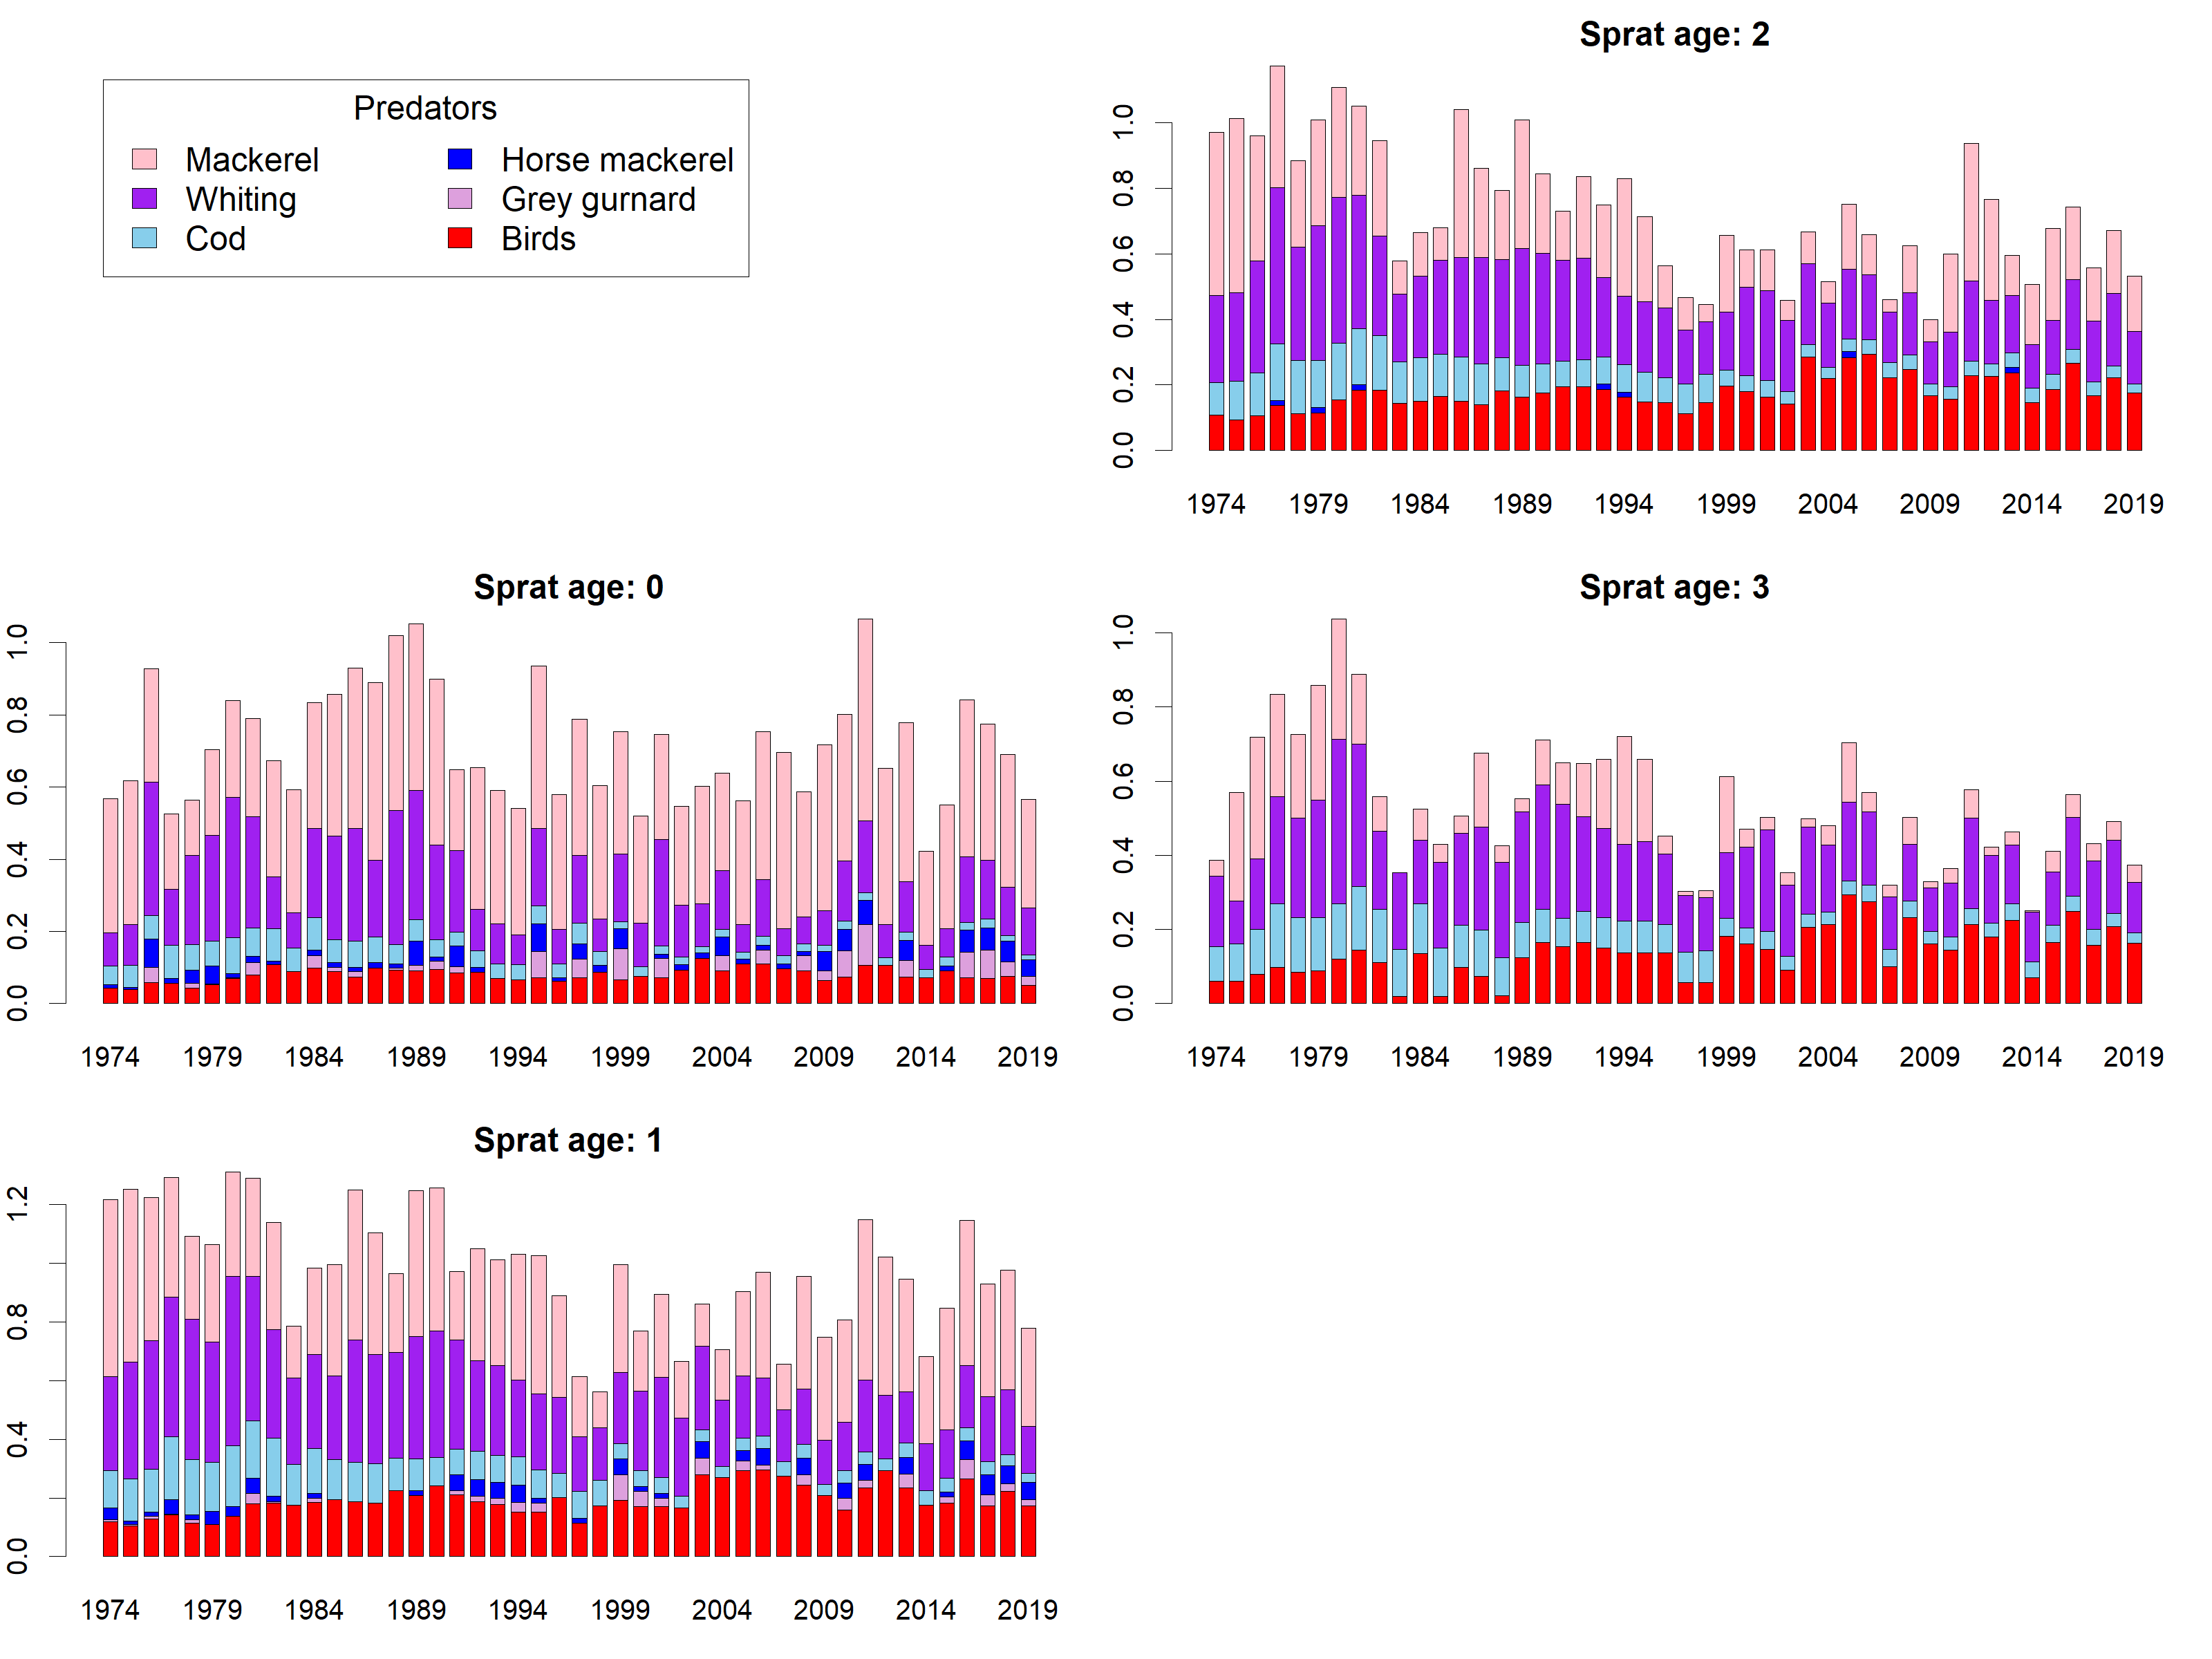 Predators
Mackerel
Whiting
Cod
Horse mackerel
Grey gurnard
Birds
Sprat age: 2
0.0 0.2 0.4 0.6 0.8 1.0
1974 1979 1984 1989 1994 1999 2004 2009 2014 2019
Sprat age: 0
0.0 0.2 0.4 0.6 0.8 1.0
1974 1979 1984 1989 1994 1999 2004 2009 2014 2019
Sprat age: 3
0.0 0.2 0.4 0.6 0.8 1.0
1974 1979 1984 1989 1994 1999 2004 2009 2014 2019
Sprat age: 1
0.0 0.4 0.8 1.2
1974 1979 1984 1989 1994 1999 2004 2009 2014 2019